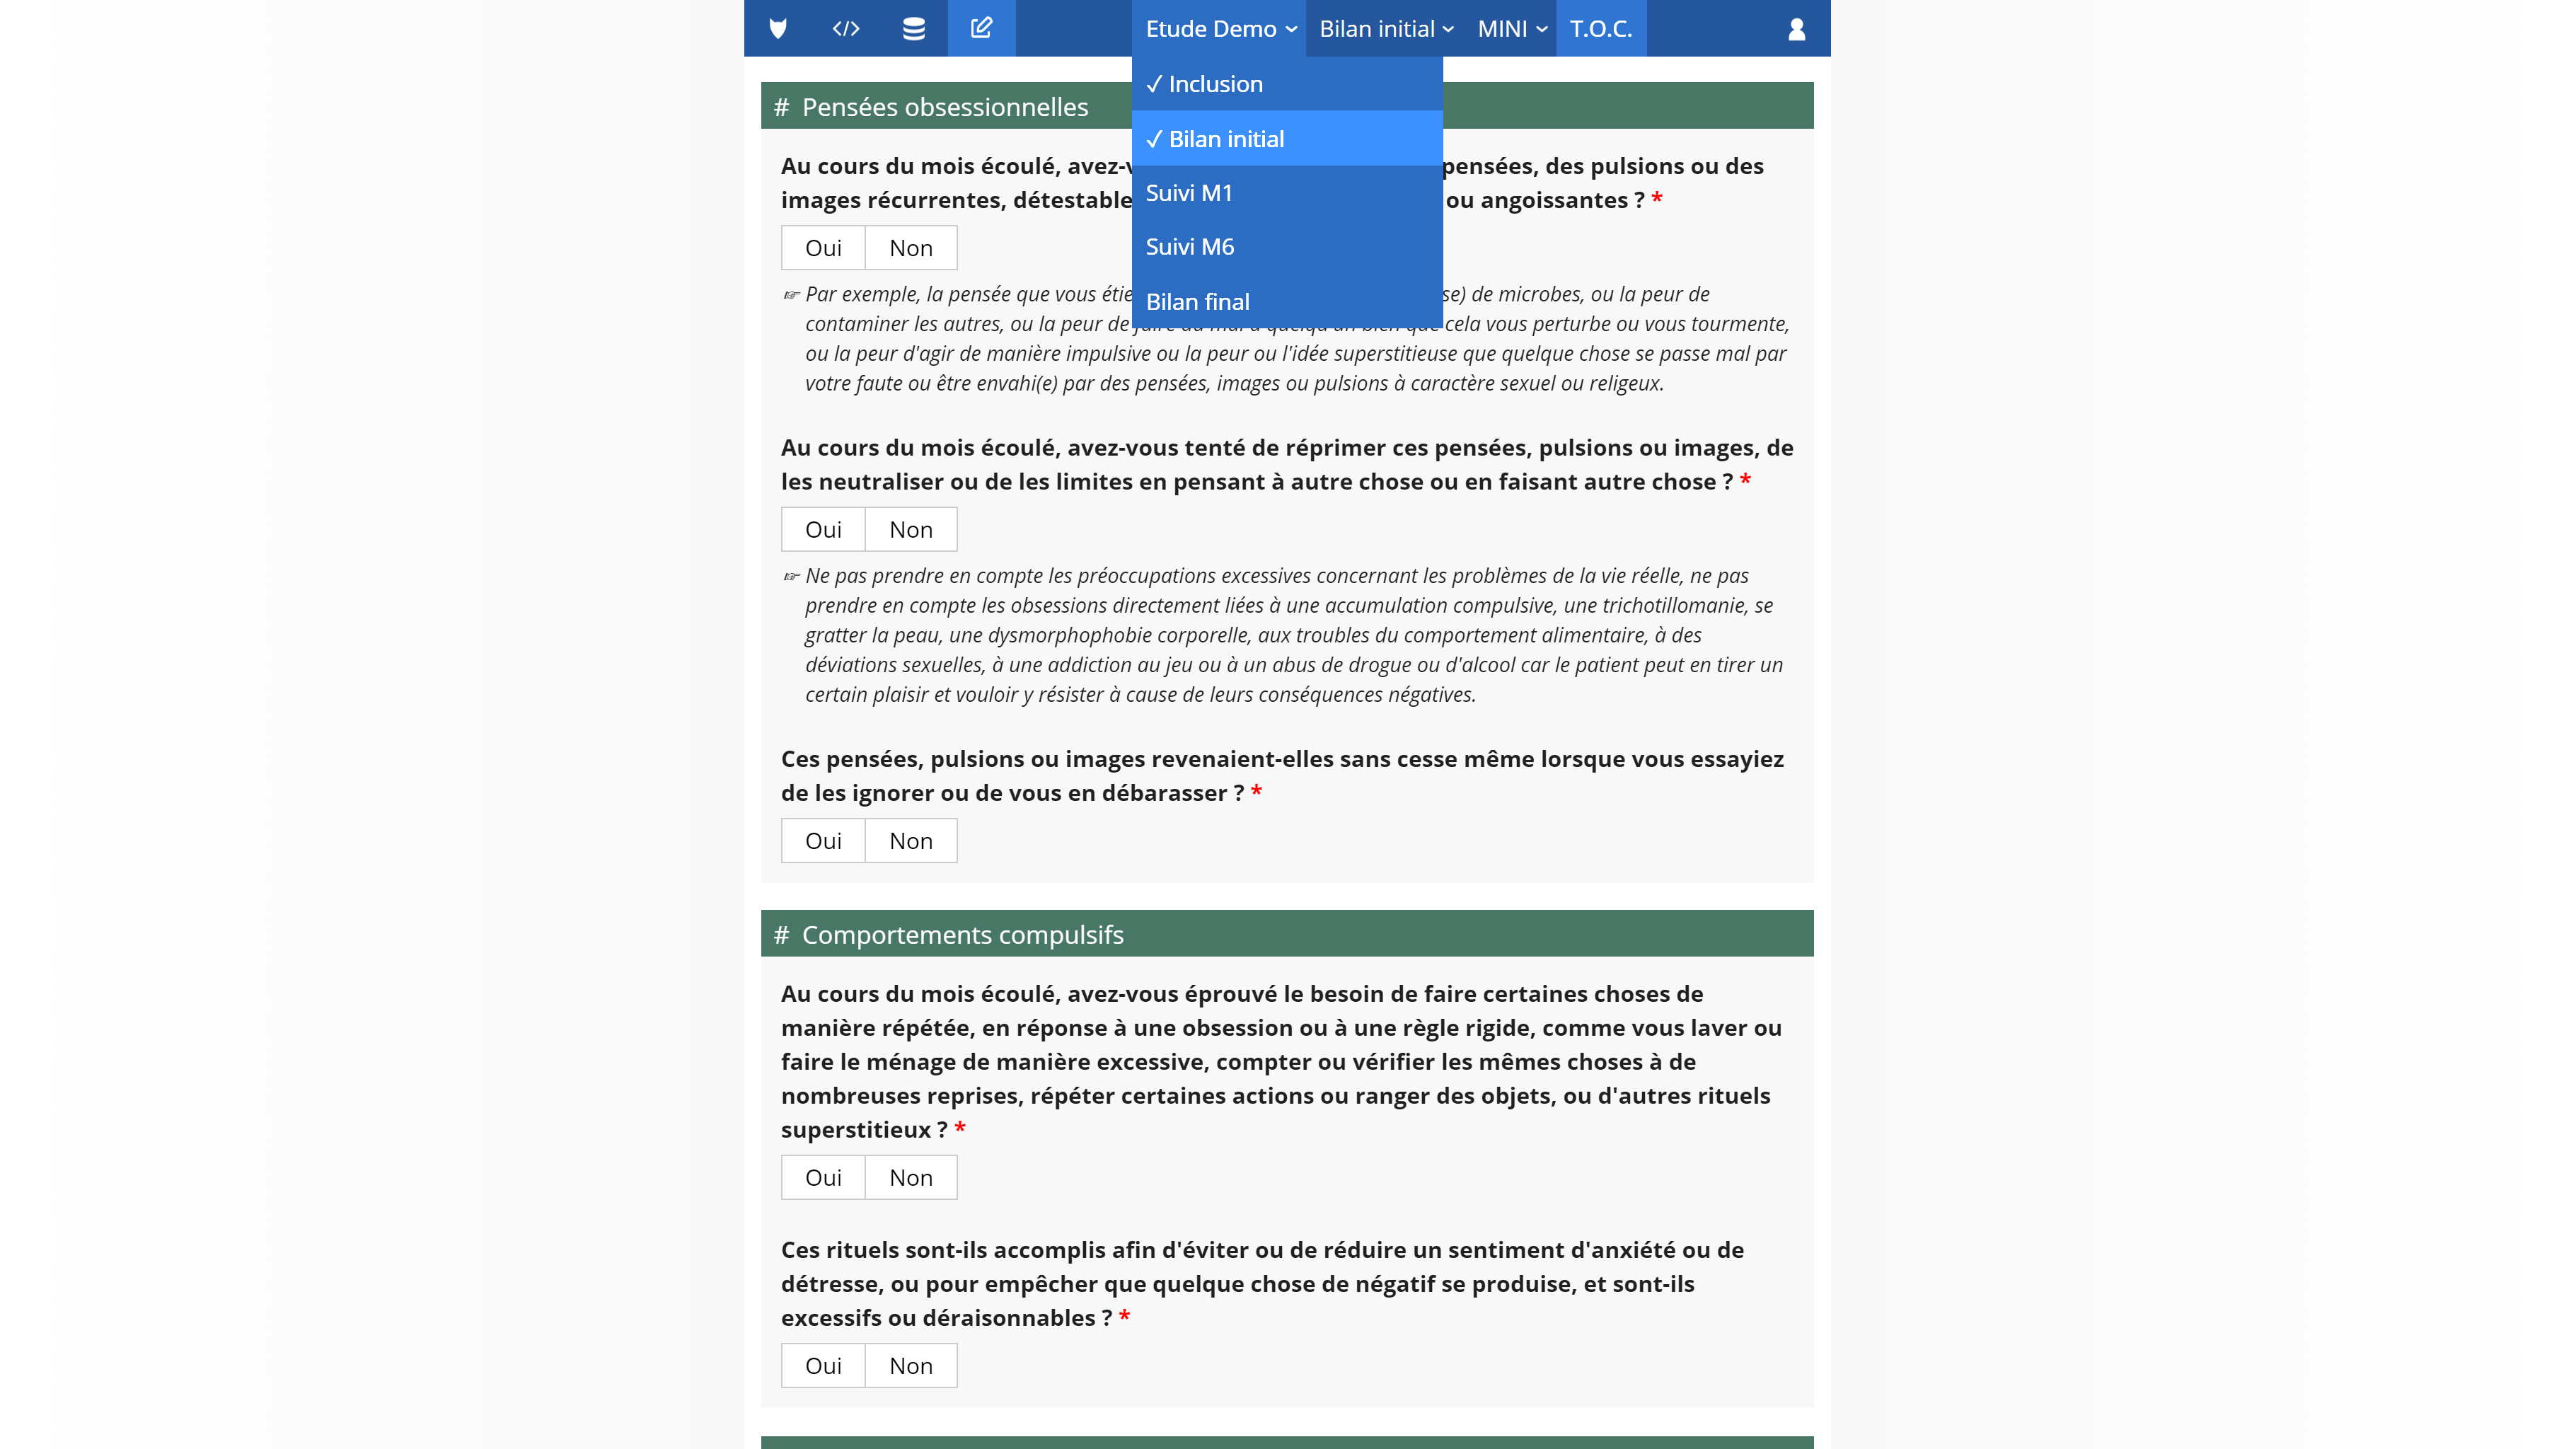 Etude Demo Bilan initial MINI T.O.C.
✓ Inclusion
✓ Bilan initial
Suivi M1
Suivi M6
Bilan final
# Pensées obsessionnelles
Au cours du mois écoulé, avez-v pensées, des pulsions ou des
images récurrentes, détestable ou angoissantes ? *
Oui Non
☞ Par exemple, la pensée que vous étie se) de microbes, ou la peur de
contaminer les autres, ou la peur de cela vous perturbe ou vous tourmente,
ou la peur d'agir de manière impulsive ou la peur ou l'idée superstitieuse que quelque chose se passe mal par
votre faute ou être envahi(e) par des pensées, images ou pulsions à caractère sexuel ou religeux.
Au cours du mois écoulé, avez-vous tenté de réprimer ces pensées, pulsions ou images, de
les neutraliser ou de les limites en pensant à autre chose ou en faisant autre chose ? *
Oui Non
☞ Ne pas prendre en compte les préoccupations excessives concernant les problèmes de la vie réelle, ne pas
prendre en compte les obsessions directement liées à une accumulation compulsive, une trichotillomanie, se
gratter la peau, une dysmorphophobie corporelle, aux troubles du comportement alimentaire, à des
déviations sexuelles, à une addiction au jeu ou à un abus de drogue ou d'alcool car le patient peut en tirer un
certain plaisir et vouloir y résister à cause de leurs conséquences négatives.
Ces pensées, pulsions ou images revenaient-elles sans cesse même lorsque vous essayiez
de les ignorer ou de vous en débarasser ? *
Oui Non
# Comportements compulsifs
Au cours du mois écoulé, avez-vous éprouvé le besoin de faire certaines choses de
manière répétée, en réponse à une obsession ou à une règle rigide, comme vous laver ou
faire le ménage de manière excessive, compter ou vérifier les mêmes choses à de
nombreuses reprises, répéter certaines actions ou ranger des objets, ou d'autres rituels
superstitieux ? *
Oui Non
Ces rituels sont-ils accomplis afin d'éviter ou de réduire un sentiment d'anxiété ou de
détresse, ou pour empêcher que quelque chose de négatif se produise, et sont-ils
excessifs ou déraisonnables ? *
Oui Non